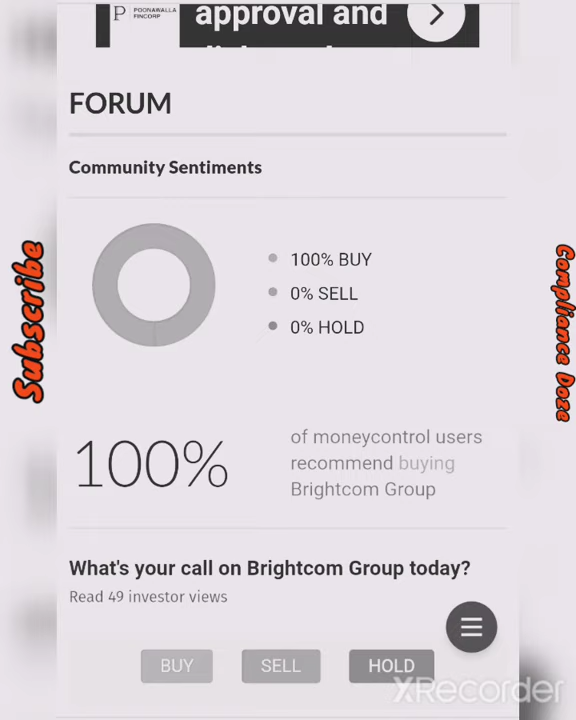 POONAWALLA
FINCORP
approval and
FORUM
Community Sentiments
100% BUY
0% SELL
0% HOLD
100%
of moneycontrol users
recommend buying
Brightcom Group
What's your call on Brightcom Group today?
Read 49 investor views
BUY SELL HOLD
XRecorder
Subscribe
Compliance Doze